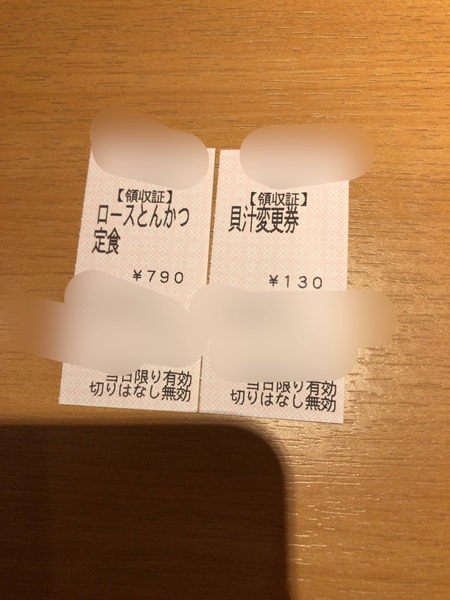 【領収証】
ロースとんかつ
定食
￥790
当日限り有効
切りはなし無効
【領収証】
貝汁変更券
￥130
当日限り有効
切りはなし無効